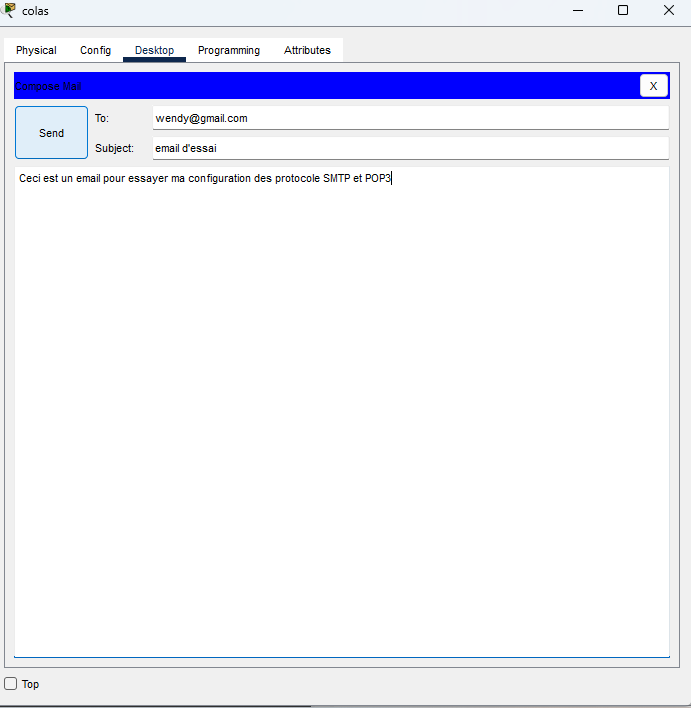 colas
Physical Config Desktop Programming Attributes
Compose Mail
X
Send
To: wendy@gmail.com
Subject: email d'essai
Ceci est un email pour essayer ma configuration des protocole SMTP et POP3
Top